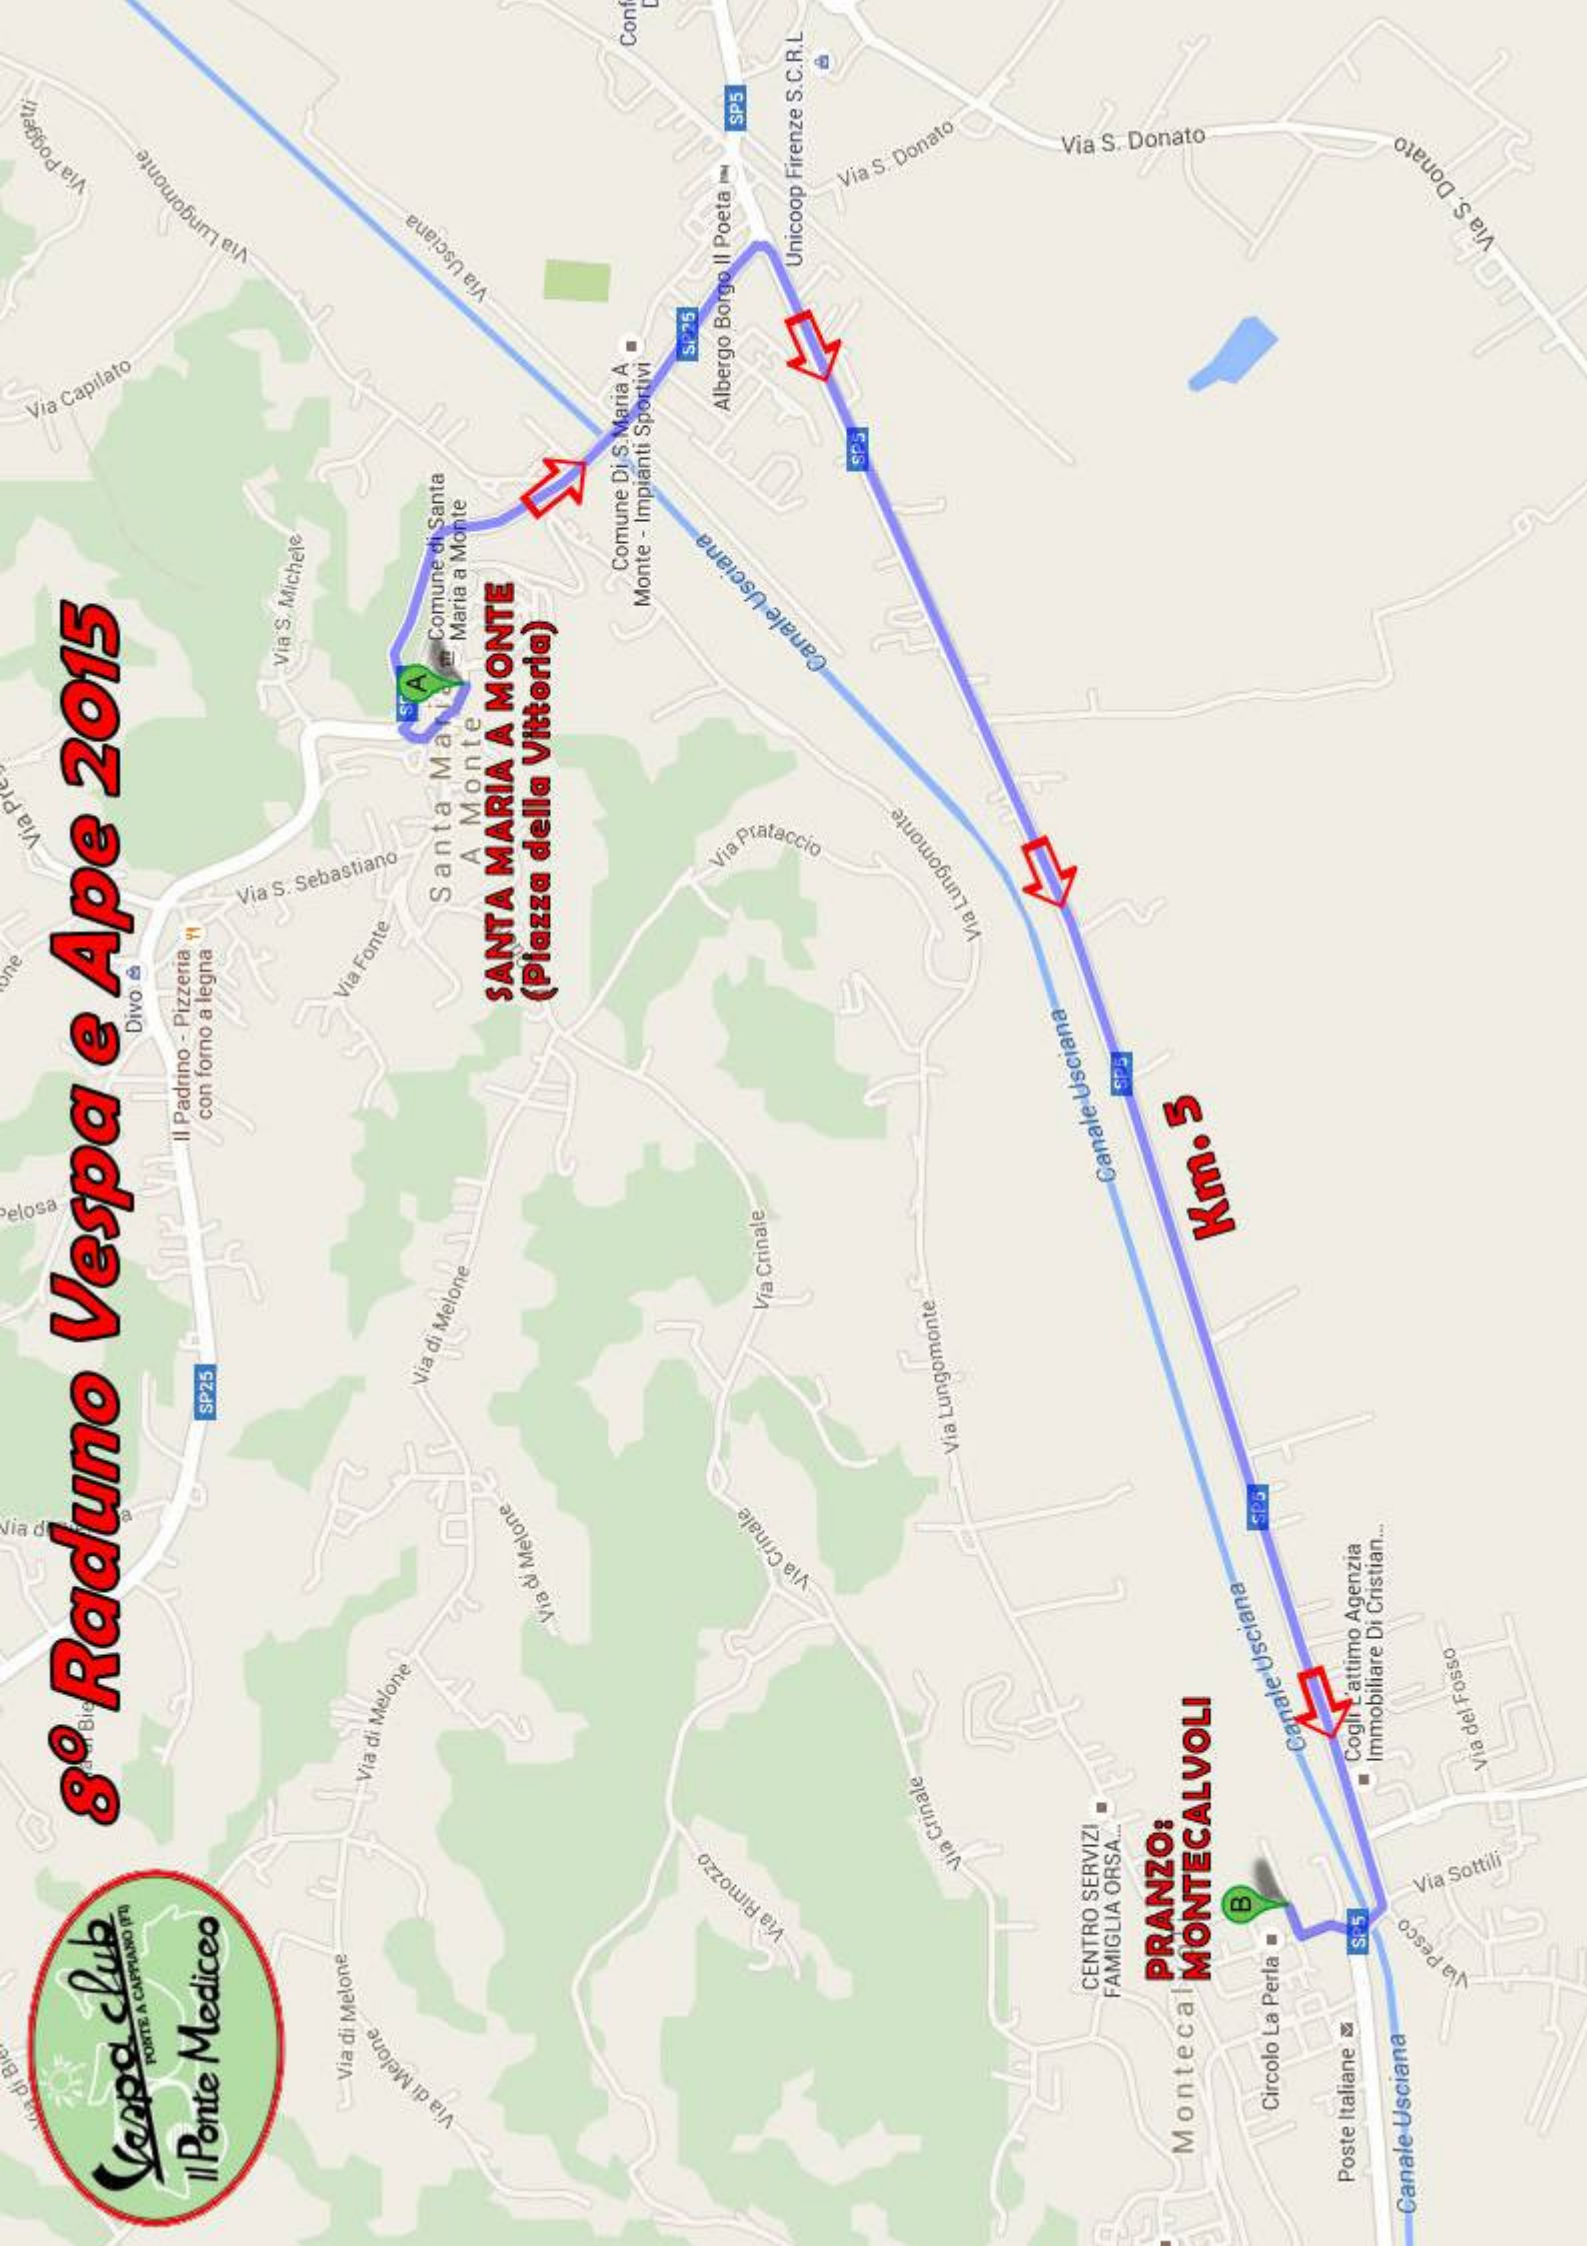 8º Raduno Vespa e Ape 2015
Vespa club
PONTE A CAPPIANO (FI)
Il Ponte Mediceo
SANTA MARIA A MONTE
(Piazza della Vittoria)
PRANZO:
MONTECALVOLI
Km. 5
A
B
Via Poggetti
Via Lungomonte
Via Usciana
Via Capilato
Via S. Michele
Comune di Santa
Maria a Monte
Santa Maria
A Monte
Comune Di S.Maria A
Monte - Impianti Sportivi
SP25
Albergo Borgo Il Poeta
SP5
Unicoop Firenze S.C.R.L
Via S. Donato
Via S. Donato
Via S. Donato
SP5
Canale Usciana
Divo
Il Padrino - Pizzeria
con forno a legna
Via S. Sebastiano
Via Fonte
Via Prataccio
Via Lungomonte
Pelosa
SP25
Via di Melone
Via Crinale
Canale Usciana
SP5
Via Lungomonte
Via di Melone
Via Crinale
SP5
Canale Usciana
Canale Usciana
Via di Melone
Via Crinale
Via Rimozzo
Cogli L'attimo Agenzia
Immobiliare Di Cristian...
Via del Fosso
CENTRO SERVIZI
FAMIGLIA ORSA...
Via Sottili
Via Pesco
SP5
Circolo La Perla
Poste Italiane
Canale Usciana
Via di Melone
Via di Melone